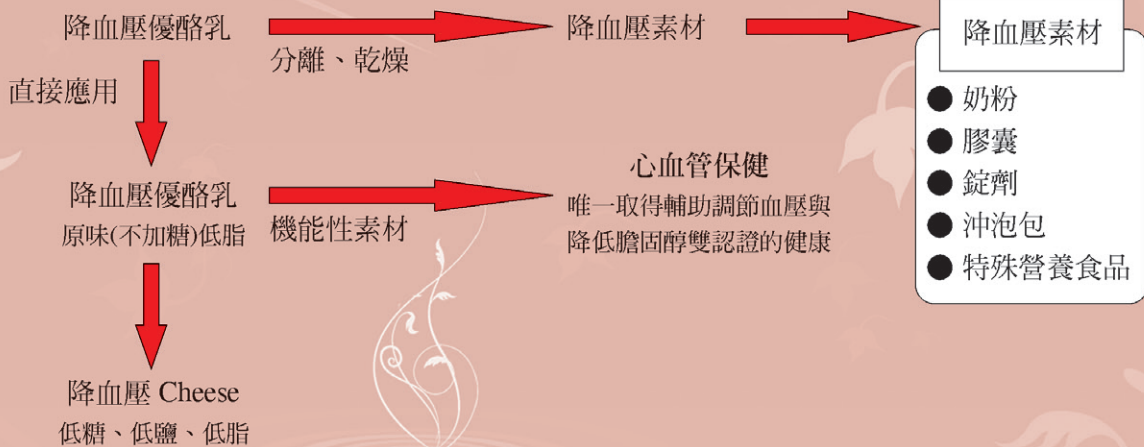 降血壓優酪乳
分離、乾燥
降血壓素材
降血壓素材
奶粉
膠囊
錠劑
沖泡包
特殊營養食品
直接應用
降血壓優酪乳
原味(不加糖)低脂
機能性素材
心血管保健
唯一取得輔助調節血壓與
降低膽固醇雙認證的健康
降血壓 Cheese
低糖、低鹽、低脂